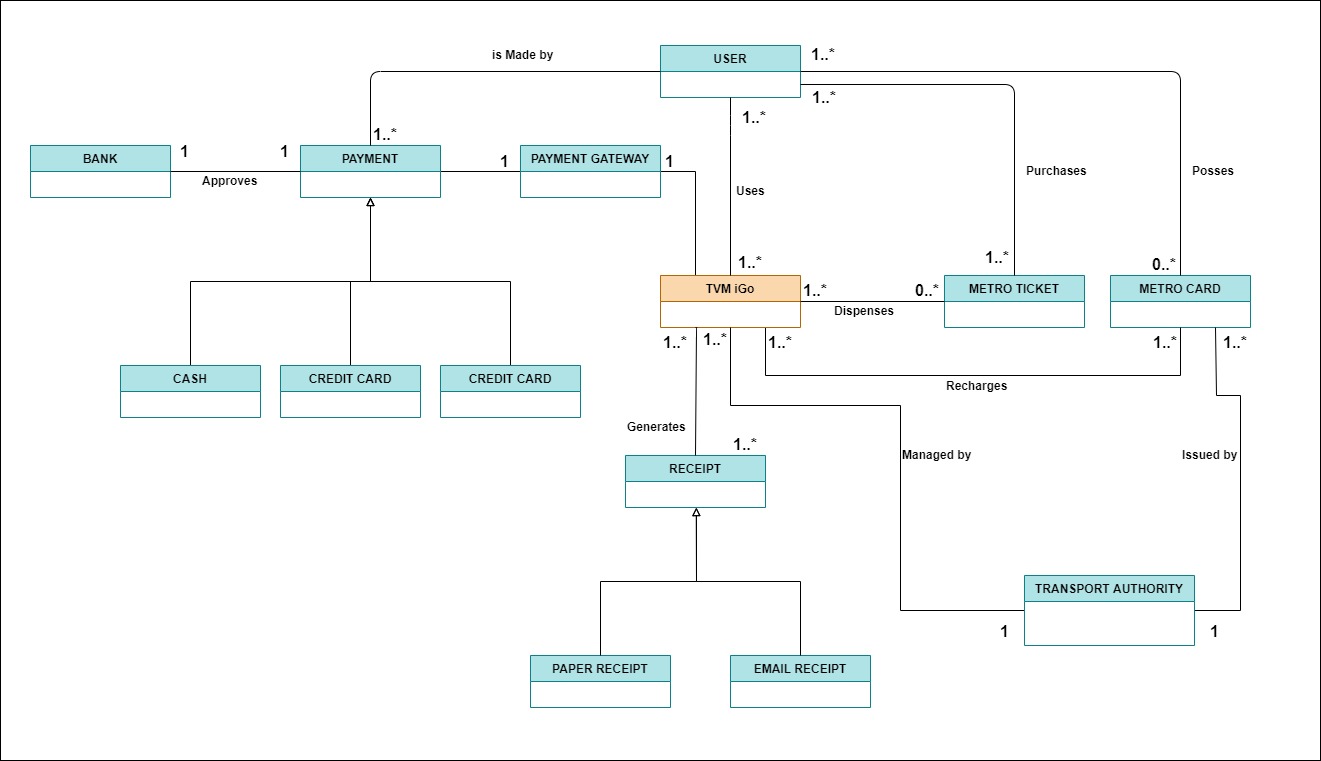 is Made by
USER
1..*
1..*
1..*
1..*
BANK
1
1
PAYMENT
1
PAYMENT GATEWAY
1
Approves
Uses
Purchases
Posses
1..*
1..*
0..*
TVM iGo
1..*
0..*
METRO TICKET
METRO CARD
Dispenses
1..*
1..*
1..*
1..*
1..*
CASH
CREDIT CARD
CREDIT CARD
Recharges
Generates
1..*
Managed by
Issued by
RECEIPT
TRANSPORT AUTHORITY
1
1
PAPER RECEIPT
EMAIL RECEIPT